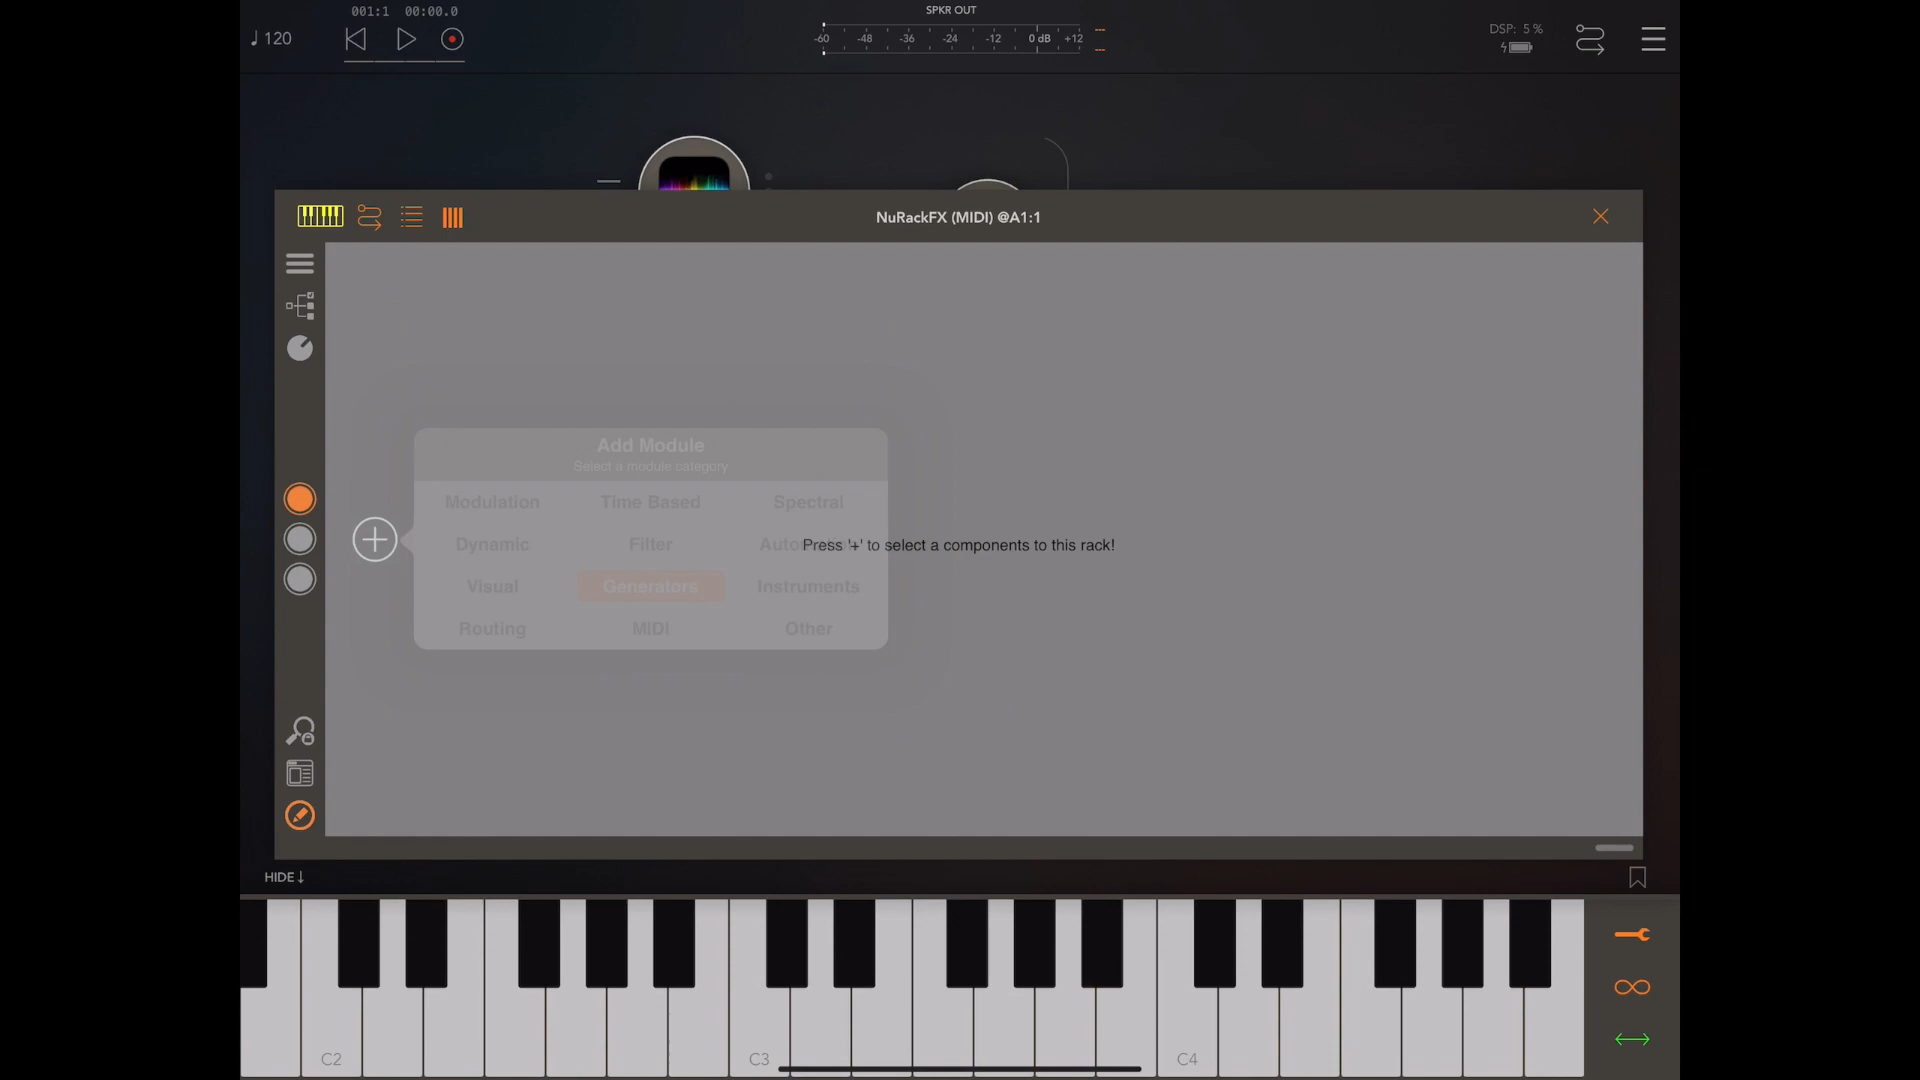 001:1 00:00.0
♩120
SPKR OUT
-60 -48 -36 -24 -12 0 dB +12
DSP: 5 %
NuRackFX (MIDI) @A1:1
Add Module
Select a module category
Modulation Time Based Spectral
Dynamic Filter
Press '+' to select a components to this rack!
Visual Generators Instruments
Routing MIDI Other
HIDE↓
C2 C3 C4